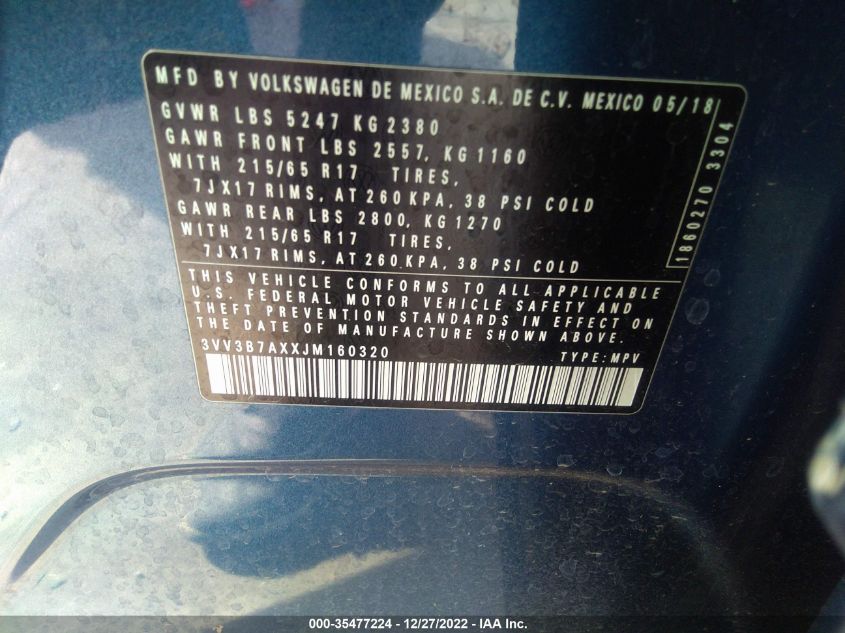 MFD BY VOLKSWAGEN DE MEXICO S.A. DE C.V. MEXICO 05/18
GVWR LBS 5247 KG 2380
GAWR FRONT LBS 2557, KG 1160
WITH 215/65 R17 TIRES,
7JX17 RIMS, AT 260 KPA, 38 PSI COLD
GAWR REAR LBS 2800, KG 1270
WITH 215/65 R17 TIRES,
7JX17 RIMS, AT 260 KPA, 38 PSI COLD
1860270 3304
THIS VEHICLE CONFORMS TO ALL APPLICABLE
U.S. FEDERAL MOTOR VEHICLE SAFETY AND
THEFT PREVENTION STANDARDS IN EFFECT ON
THE DATE OF MANUFACTURE SHOWN ABOVE.
3VV3B7AXXJM160320 TYPE: MPV
000-35477224 - 12/27/2022 - IAA Inc.